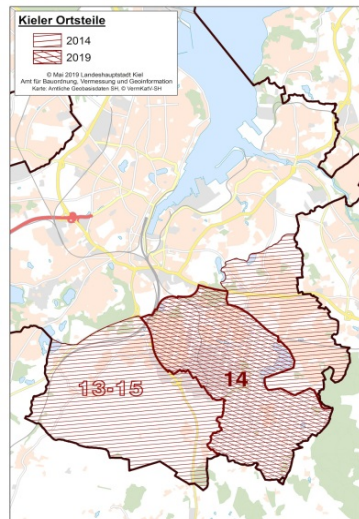 Kieler Ortsteile
2014
2019
© Mai 2019 Landeshauptstadt Kiel
Amt für Bauordnung, Vermessung und Geoinformation
Karte: Amtliche Geobasisdaten SH, © VermKatV-SH
13-15
14